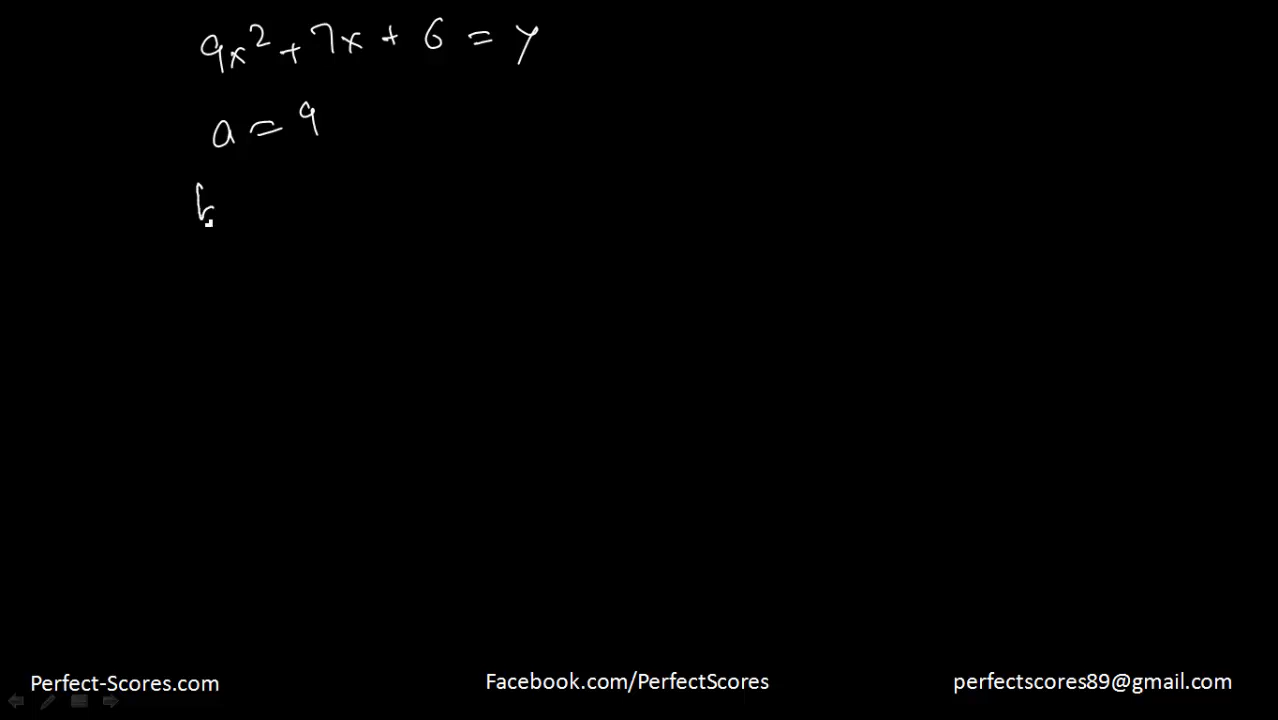 9x² + 7x + 6 = y
a = 9
b
Perfect-Scores.com
Facebook.com/PerfectScores
perfectscores89@gmail.com